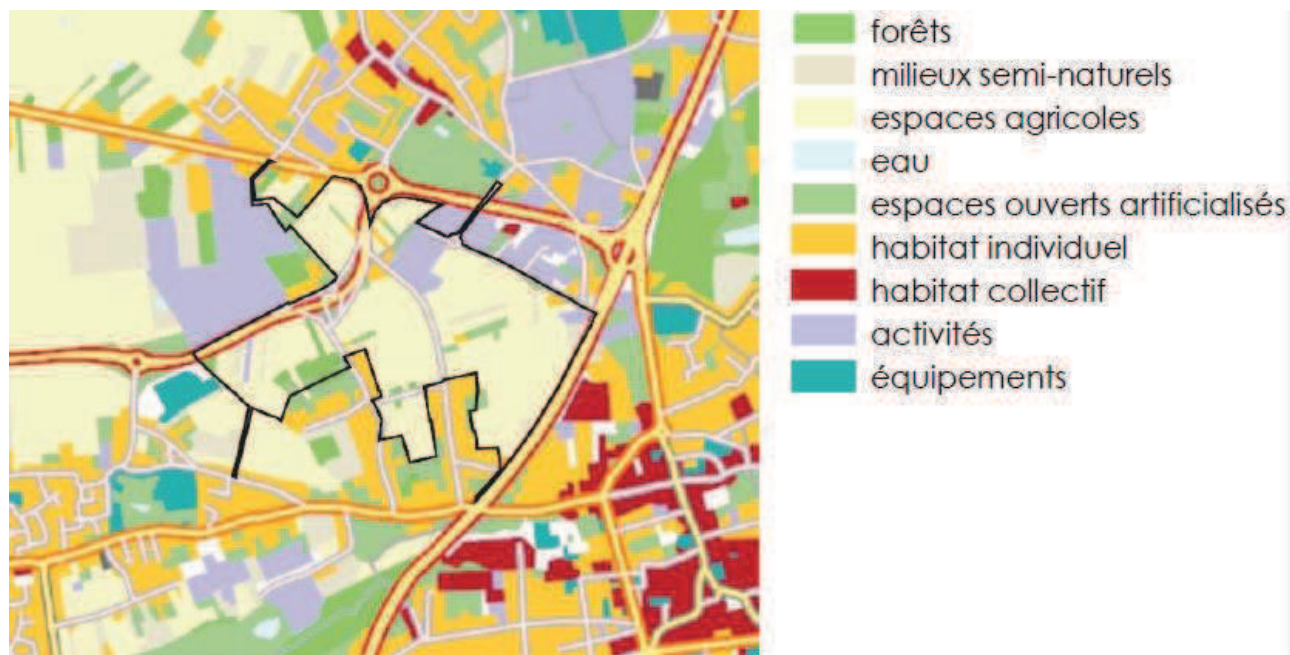 forêts
milieux semi-naturels
espaces agricoles
eau
espaces ouverts artificialisés
habitat individuel
habitat collectif
activités
équipements